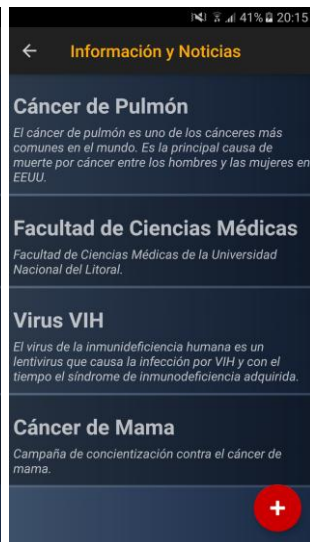 41% 20:15
Información y Noticias
Cáncer de Pulmón
El cáncer de pulmón es uno de los cánceres más
comunes en el mundo. Es la principal causa de
muerte por cáncer entre los hombres y las mujeres en
EEUU.
Facultad de Ciencias Médicas
Facultad de Ciencias Médicas de la Universidad
Nacional del Litoral.
Virus VIH
El virus de la inmunideficiencia humana es un
lentivirus que causa la infección por VIH y con el
tiempo el síndrome de inmunodeficiencia adquirida.
Cáncer de Mama
Campaña de concientización contra el cáncer de
mama.
+